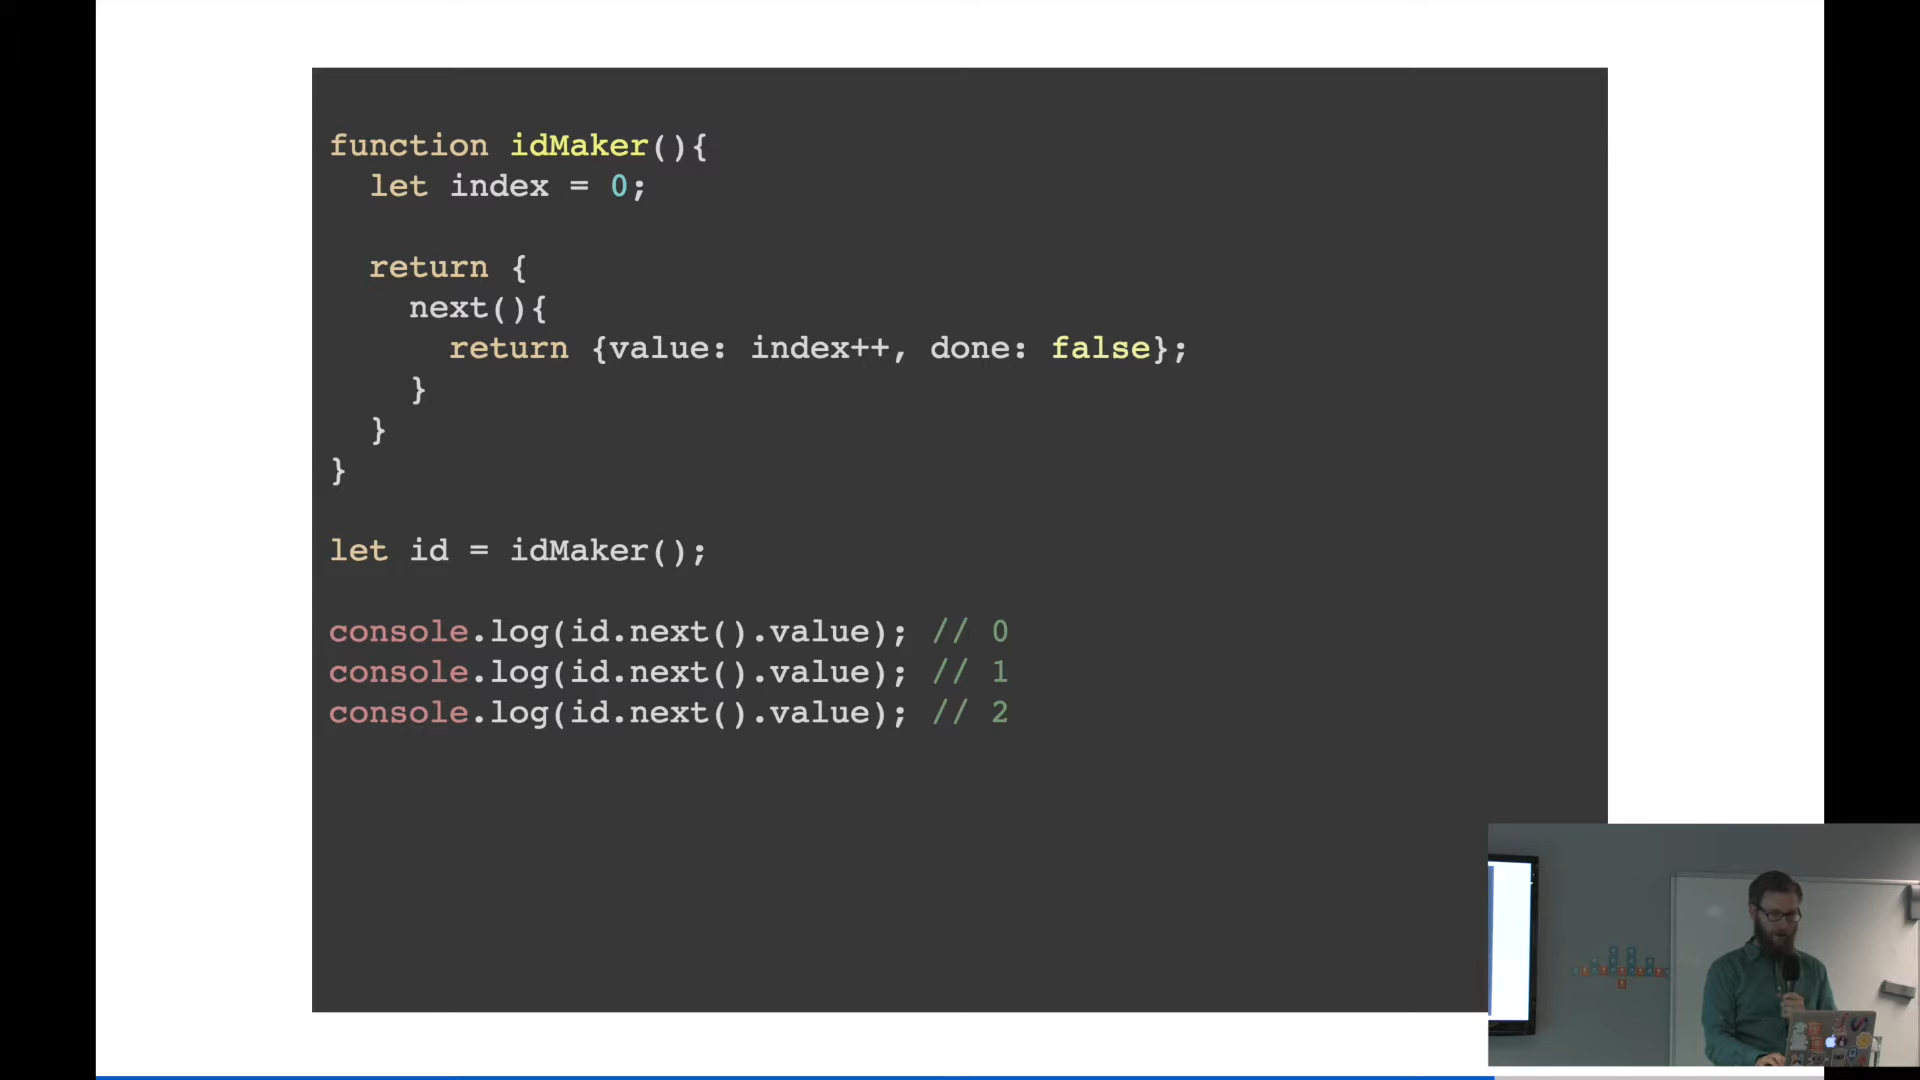 function idMaker(){
  let index = 0;
  return {
    next(){
      return {value: index++, done: false};
    }
  }
}
let id = idMaker();
console.log(id.next().value); // 0
console.log(id.next().value); // 1
console.log(id.next().value); // 2